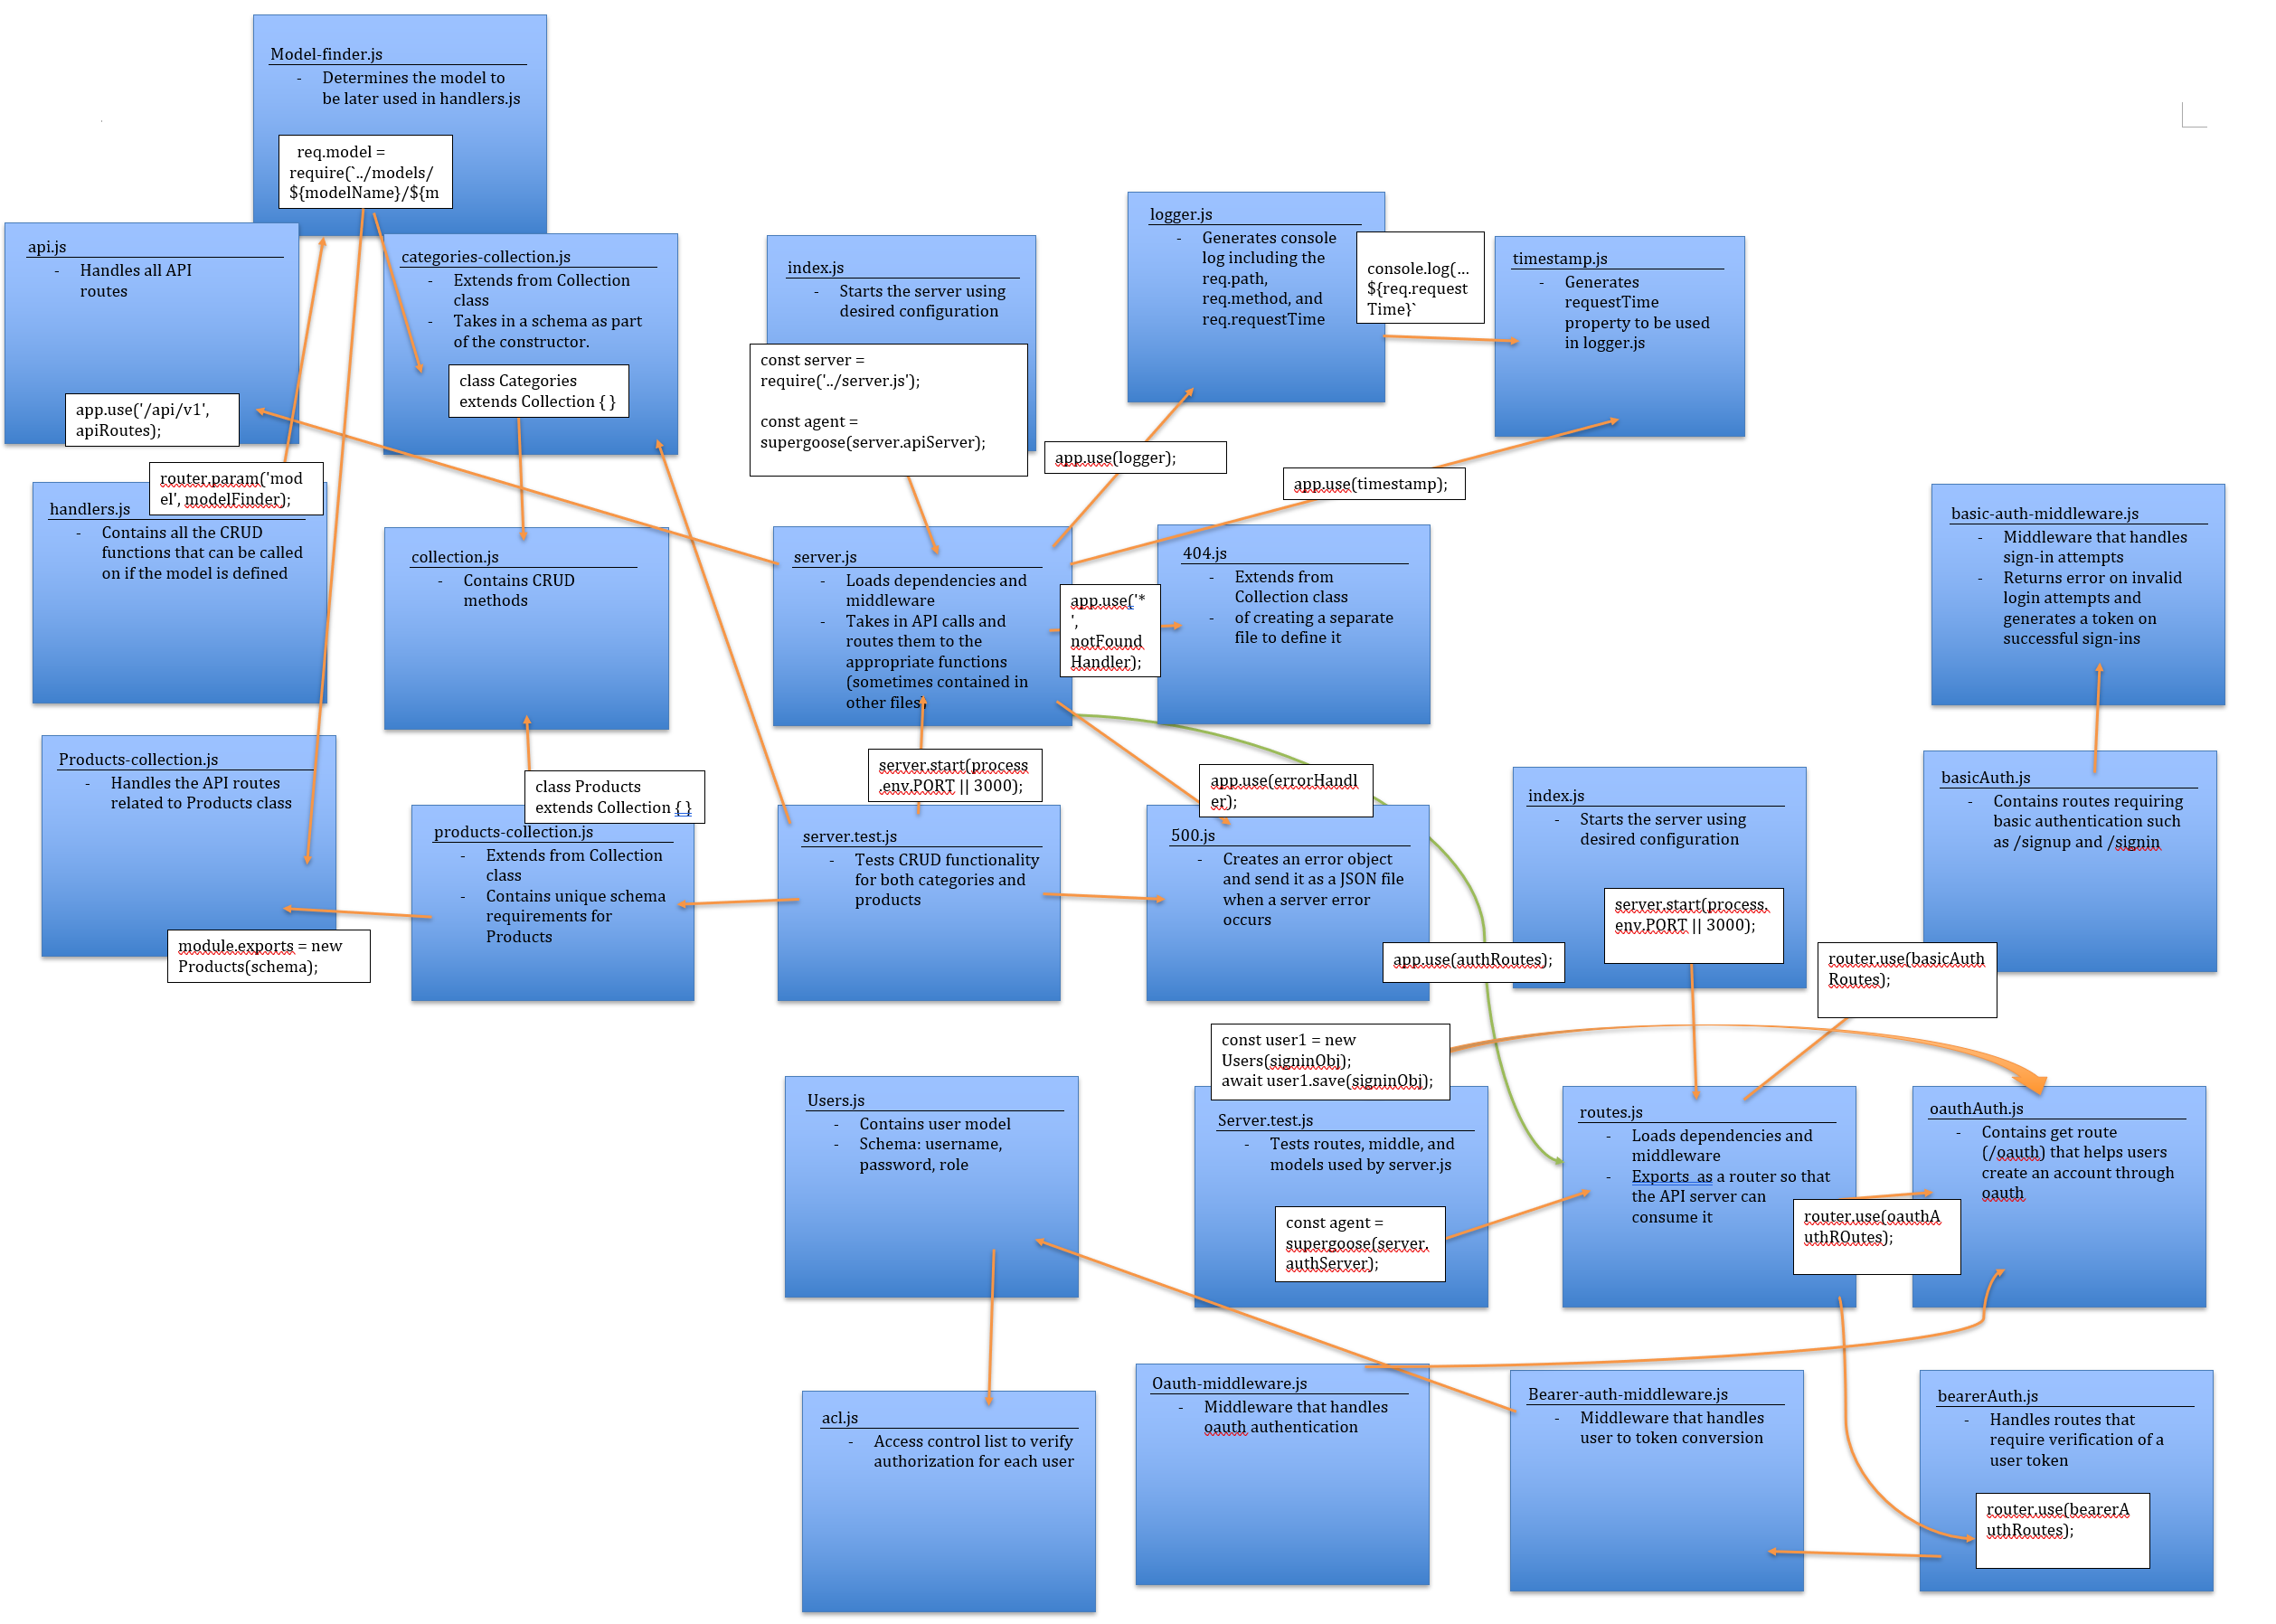 Model-finder.js
- Determines the model to
be later used in handlers.js
req.model =
require(`../models/
${modelName}/${m
api.js
- Handles all API
routes
app.use('/api/v1',
apiRoutes);
categories-collection.js
- Extends from Collection
class
- Takes in a schema as part
of the constructor.
class Categories
extends Collection { }
index.js
- Starts the server using
desired configuration
const server =
require('../server.js');
const agent =
supergoose(server.apiServer);
logger.js
- Generates console
log including the
req.path,
req.method, and
req.requestTime
console.log(...
${req.request
Time}`
timestamp.js
- Generates
requestTime
property to be used
in logger.js
app.use(logger);
app.use(timestamp);
router.param('mod
el', modelFinder);
handlers.js
- Contains all the CRUD
functions that can be called
on if the model is defined
collection.js
- Contains CRUD
methods
server.js
- Loads dependencies and
middleware
- Takes in API calls and
routes them to the
appropriate functions
(sometimes contained in
other files)
app.use('*
',
notFound
Handler);
404.js
- Extends from
Collection class
- of creating a separate
file to define it
basic-auth-middleware.js
- Middleware that handles
sign-in attempts
- Returns error on invalid
login attempts and
generates a token on
successful sign-ins
Products-collection.js
- Handles the API routes
related to Products class
class Products
extends Collection { }
products-collection.js
- Extends from Collection
class
- Contains unique schema
requirements for
Products
module.exports = new
Products(schema);
server.start(process
.env.PORT || 3000);
server.test.js
- Tests CRUD functionality
for both categories and
products
app.use(errorHandl
er);
500.js
- Creates an error object
and send it as a JSON file
when a server error
occurs
app.use(authRoutes);
index.js
- Starts the server using
desired configuration
server.start(process.
env.PORT || 3000);
basicAuth.js
- Contains routes requiring
basic authentication such
as /signup and /signin
router.use(basicAuth
Routes);
const user1 = new
Users(signinObj);
await user1.save(signinObj);
Users.js
- Contains user model
- Schema: username,
password, role
Server.test.js
- Tests routes, middle, and
models used by server.js
const agent =
supergoose(server.
authServer);
routes.js
- Loads dependencies and
middleware
- Exports as a router so that
the API server can
consume it
router.use(oauthA
uthROutes);
oauthAuth.js
- Contains get route
(/oauth) that helps users
create an account through
oauth
acl.js
- Access control list to verify
authorization for each user
Oauth-middleware.js
- Middleware that handles
oauth authentication
Bearer-auth-middleware.js
- Middleware that handles
user to token conversion
bearerAuth.js
- Handles routes that
require verification of a
user token
router.use(bearerA
uthRoutes);